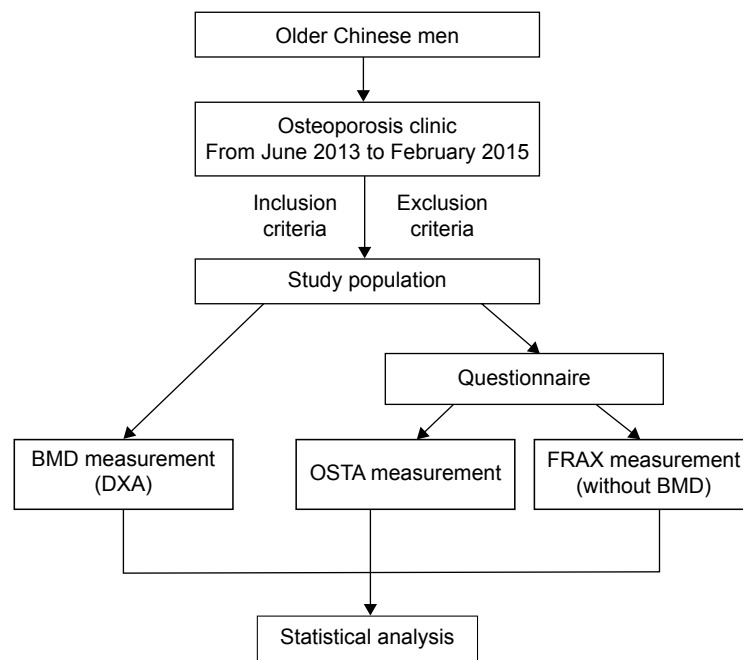 Older Chinese men
Osteoporosis clinic
From June 2013 to February 2015
Inclusion
criteria
Exclusion
criteria
Study population
Questionnaire
BMD measurement
(DXA)
OSTA measurement
FRAX measurement
(without BMD)
Statistical analysis